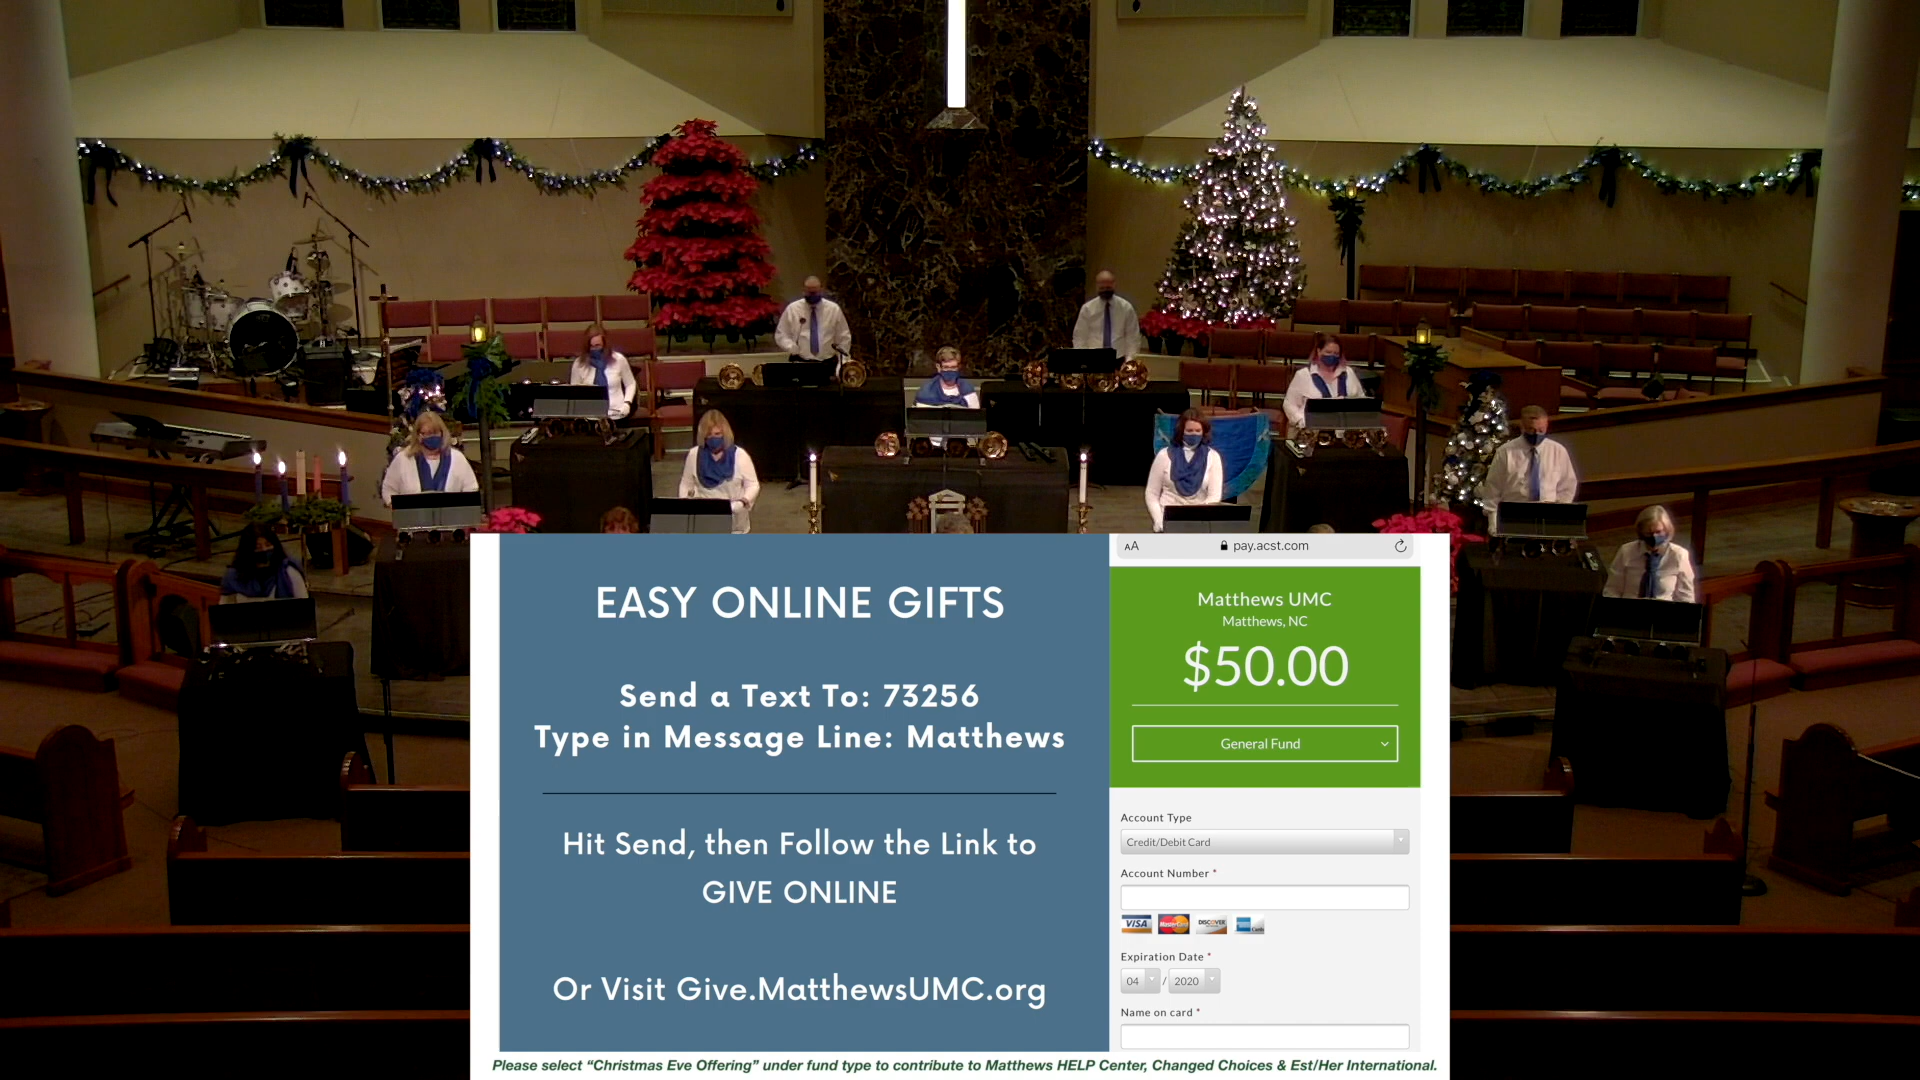 EASY ONLINE GIFTS
Send a Text To: 73256
Type in Message Line: Matthews
Hit Send, then Follow the Link to
GIVE ONLINE
Or Visit Give.MatthewsUMC.org
AA pay.acst.com
Matthews UMC
Matthews, NC
$50.00
General Fund
Account Type
Credit/Debit Card
Account Number *
VISA MasterCard DISCOVER
Expiration Date *
04 / 2020
Name on card *
Please select “Christmas Eve Offering” under fund type to contribute to Matthews HELP Center, Changed Choices & Est/Her International.